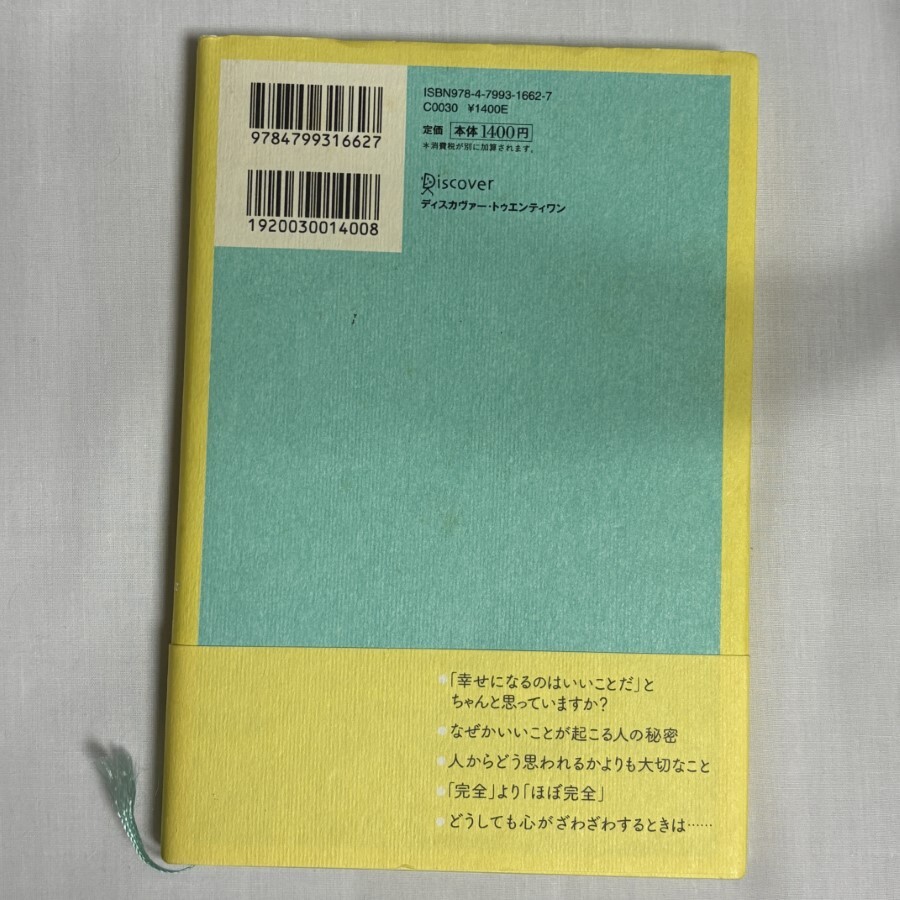 9784799316627
1920030014008
ISBN978-4-7993-1662-7
C0030 ¥1400E
定価 本体1400円
*消費税が別に加算されます。
Discover
ディスカヴァー・トゥエンティワン
●「幸せになるのはいいことだ」と
ちゃんと思っていますか?
●なぜかいいことが起こる人の秘密
●人からどう思われるかよりも大切なこと
●「完全」より「ほぼ完全」
●どうしても心がざわざわするときは……